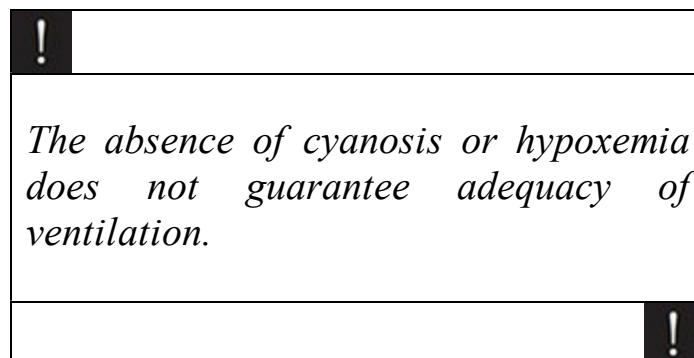 !
The absence of cyanosis or hypoxemia
does not guarantee adequacy of
ventilation.
!